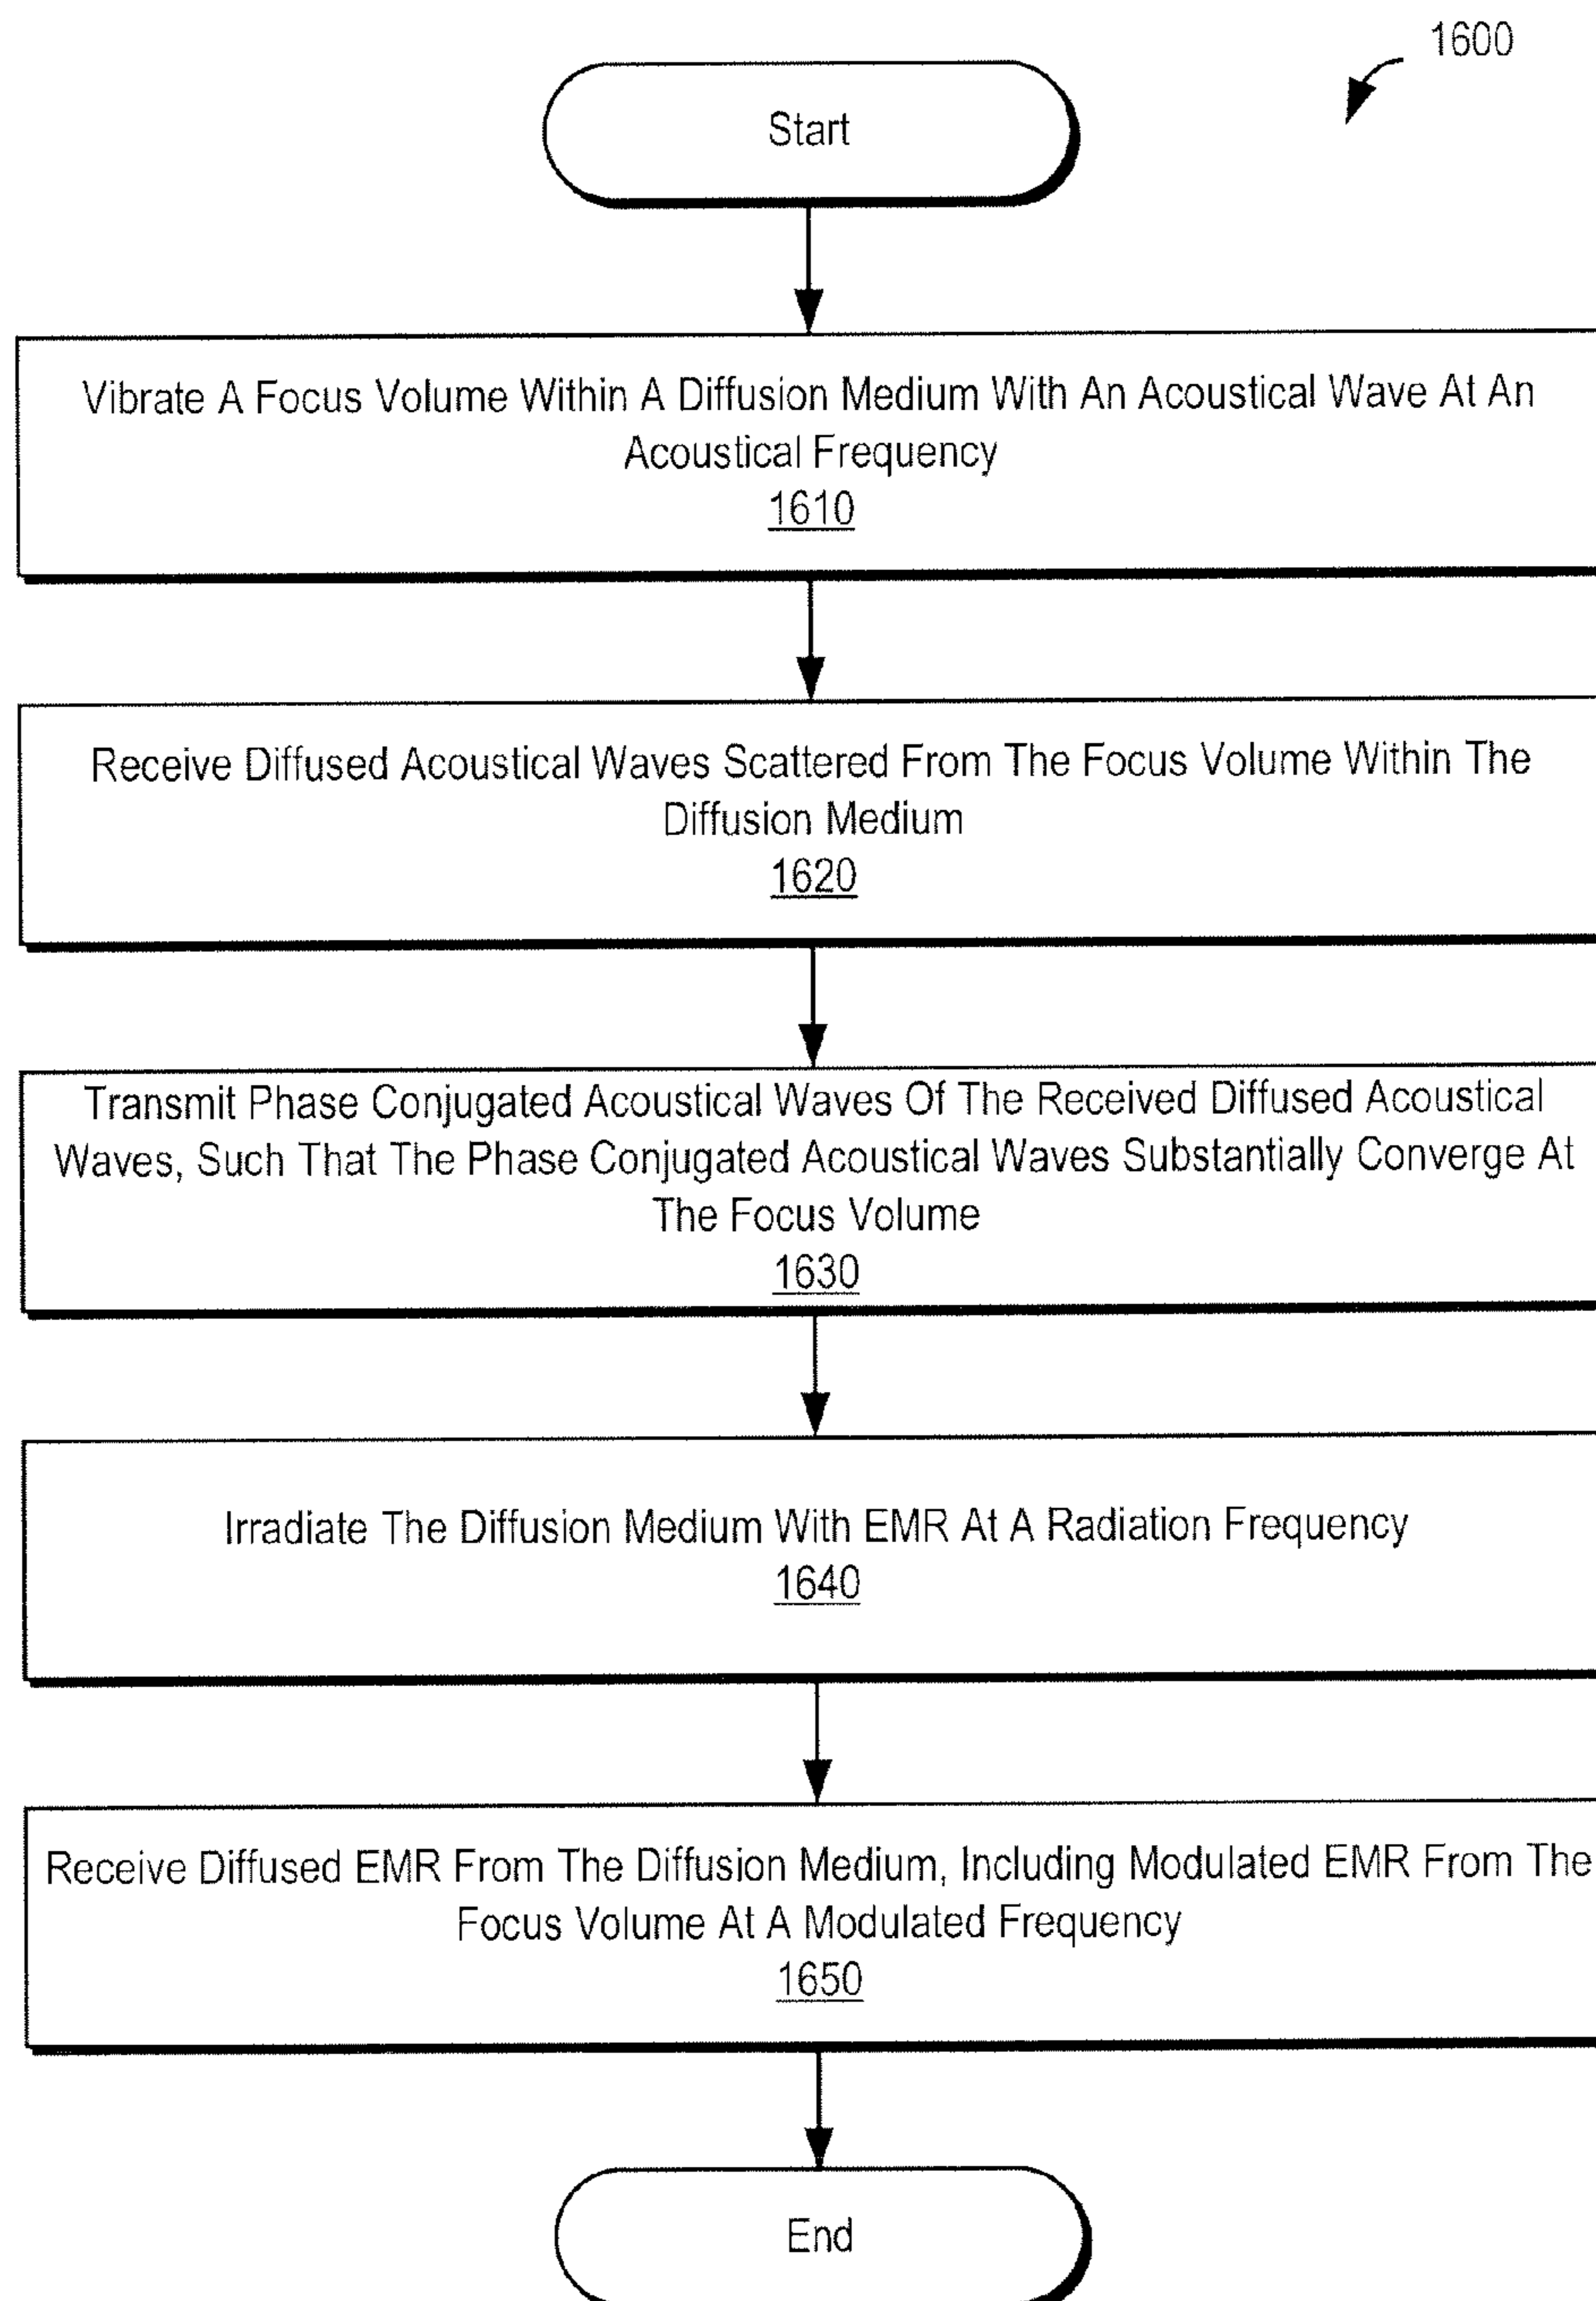 1600
Start
Vibrate A Focus Volume Within A Diffusion Medium With An Acoustical Wave At An
Acoustical Frequency
1610
Receive Diffused Acoustical Waves Scattered From The Focus Volume Within The
Diffusion Medium
1620
Transmit Phase Conjugated Acoustical Waves Of The Received Diffused Acoustical
Waves, Such That The Phase Conjugated Acoustical Waves Substantially Converge At
The Focus Volume
1630
Irradiate The Diffusion Medium With EMR At A Radiation Frequency
1640
Receive Diffused EMR From The Diffusion Medium, Including Modulated EMR From The
Focus Volume At A Modulated Frequency
1650
End